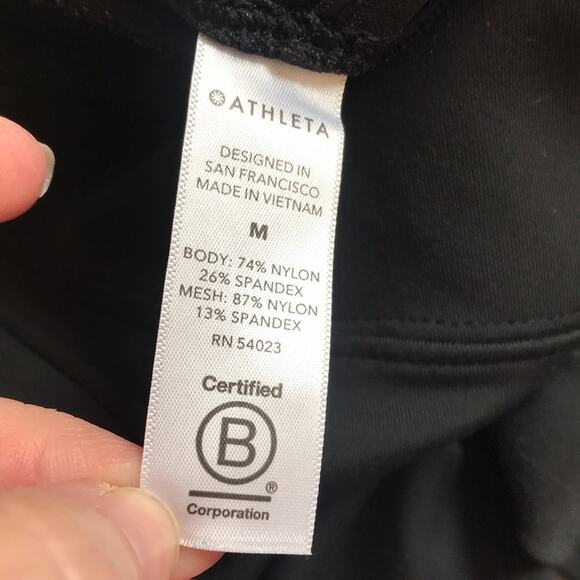 ATHLETA
DESIGNED IN
SAN FRANCISCO
MADE IN VIETNAM
M
BODY: 74% NYLON
26% SPANDEX
MESH: 87% NYLON
13% SPANDEX
RN 54023
Certified
B
®
Corporation